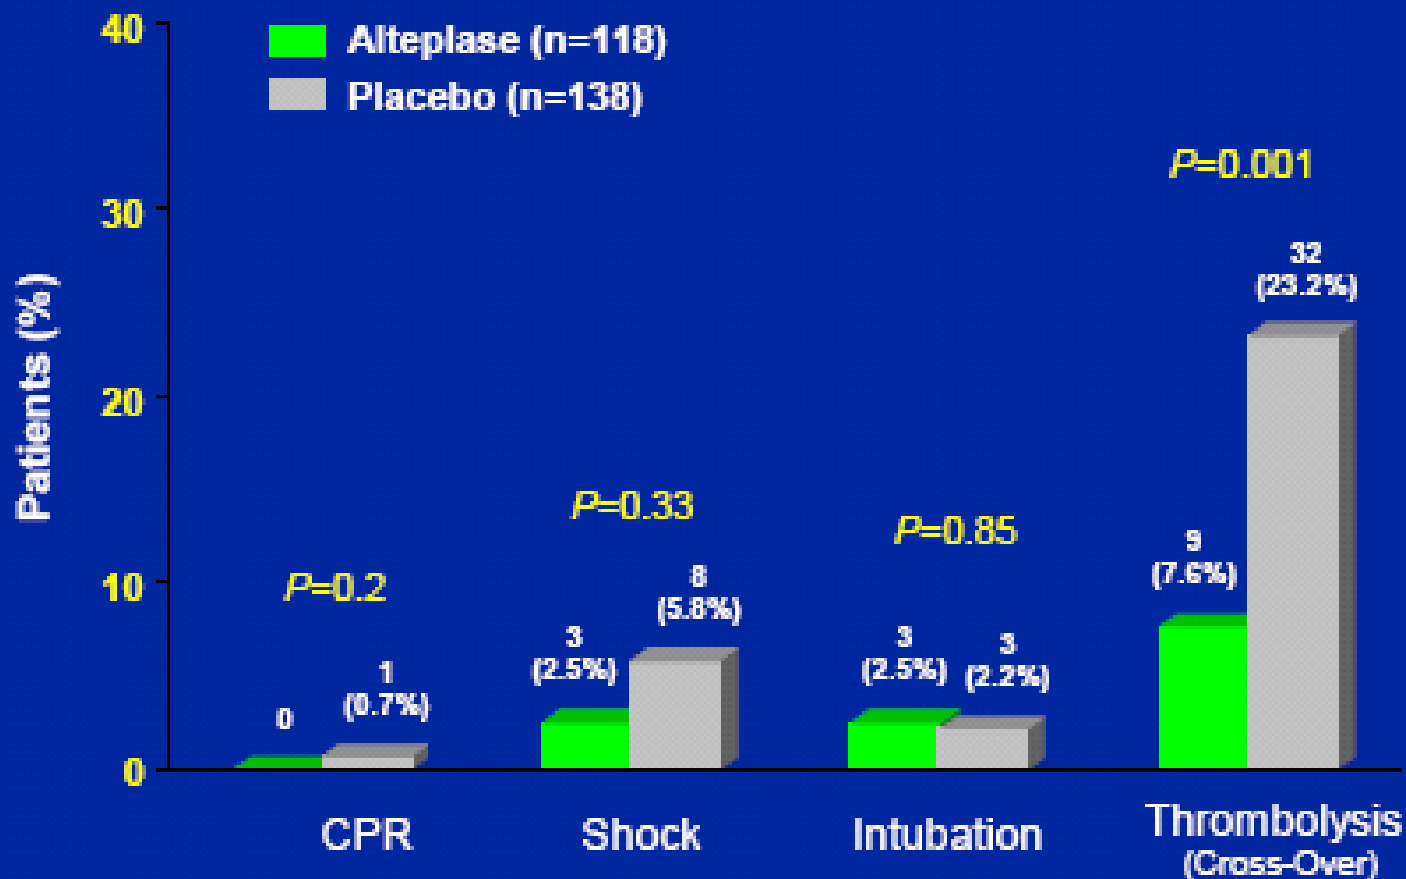 40
30
20
10
0
Patients (%)
Alteplase (n=118)
Placebo (n=138)
P=0.2
0
1
(0.7%)
P=0.33
3
(2.5%)
8
(5.8%)
P=0.85
3
(2.5%)
3
(2.2%)
P=0.001
9
(7.6%)
32
(23.2%)
CPR
Shock
Intubation
Thrombolysis
(Cross-Over)